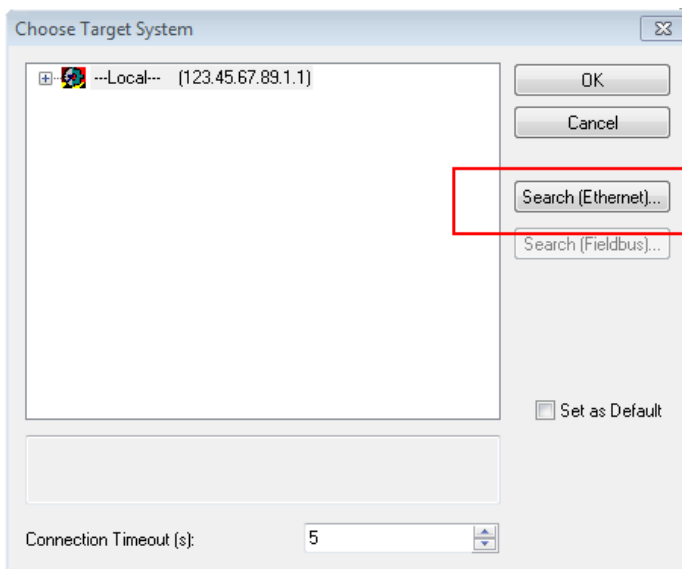 Choose Target System
---Local--- (123.45.67.89.1.1)
OK
Cancel
Search (Ethernet)...
Search (Fieldbus)...
Set as Default
Connection Timeout (s):
5